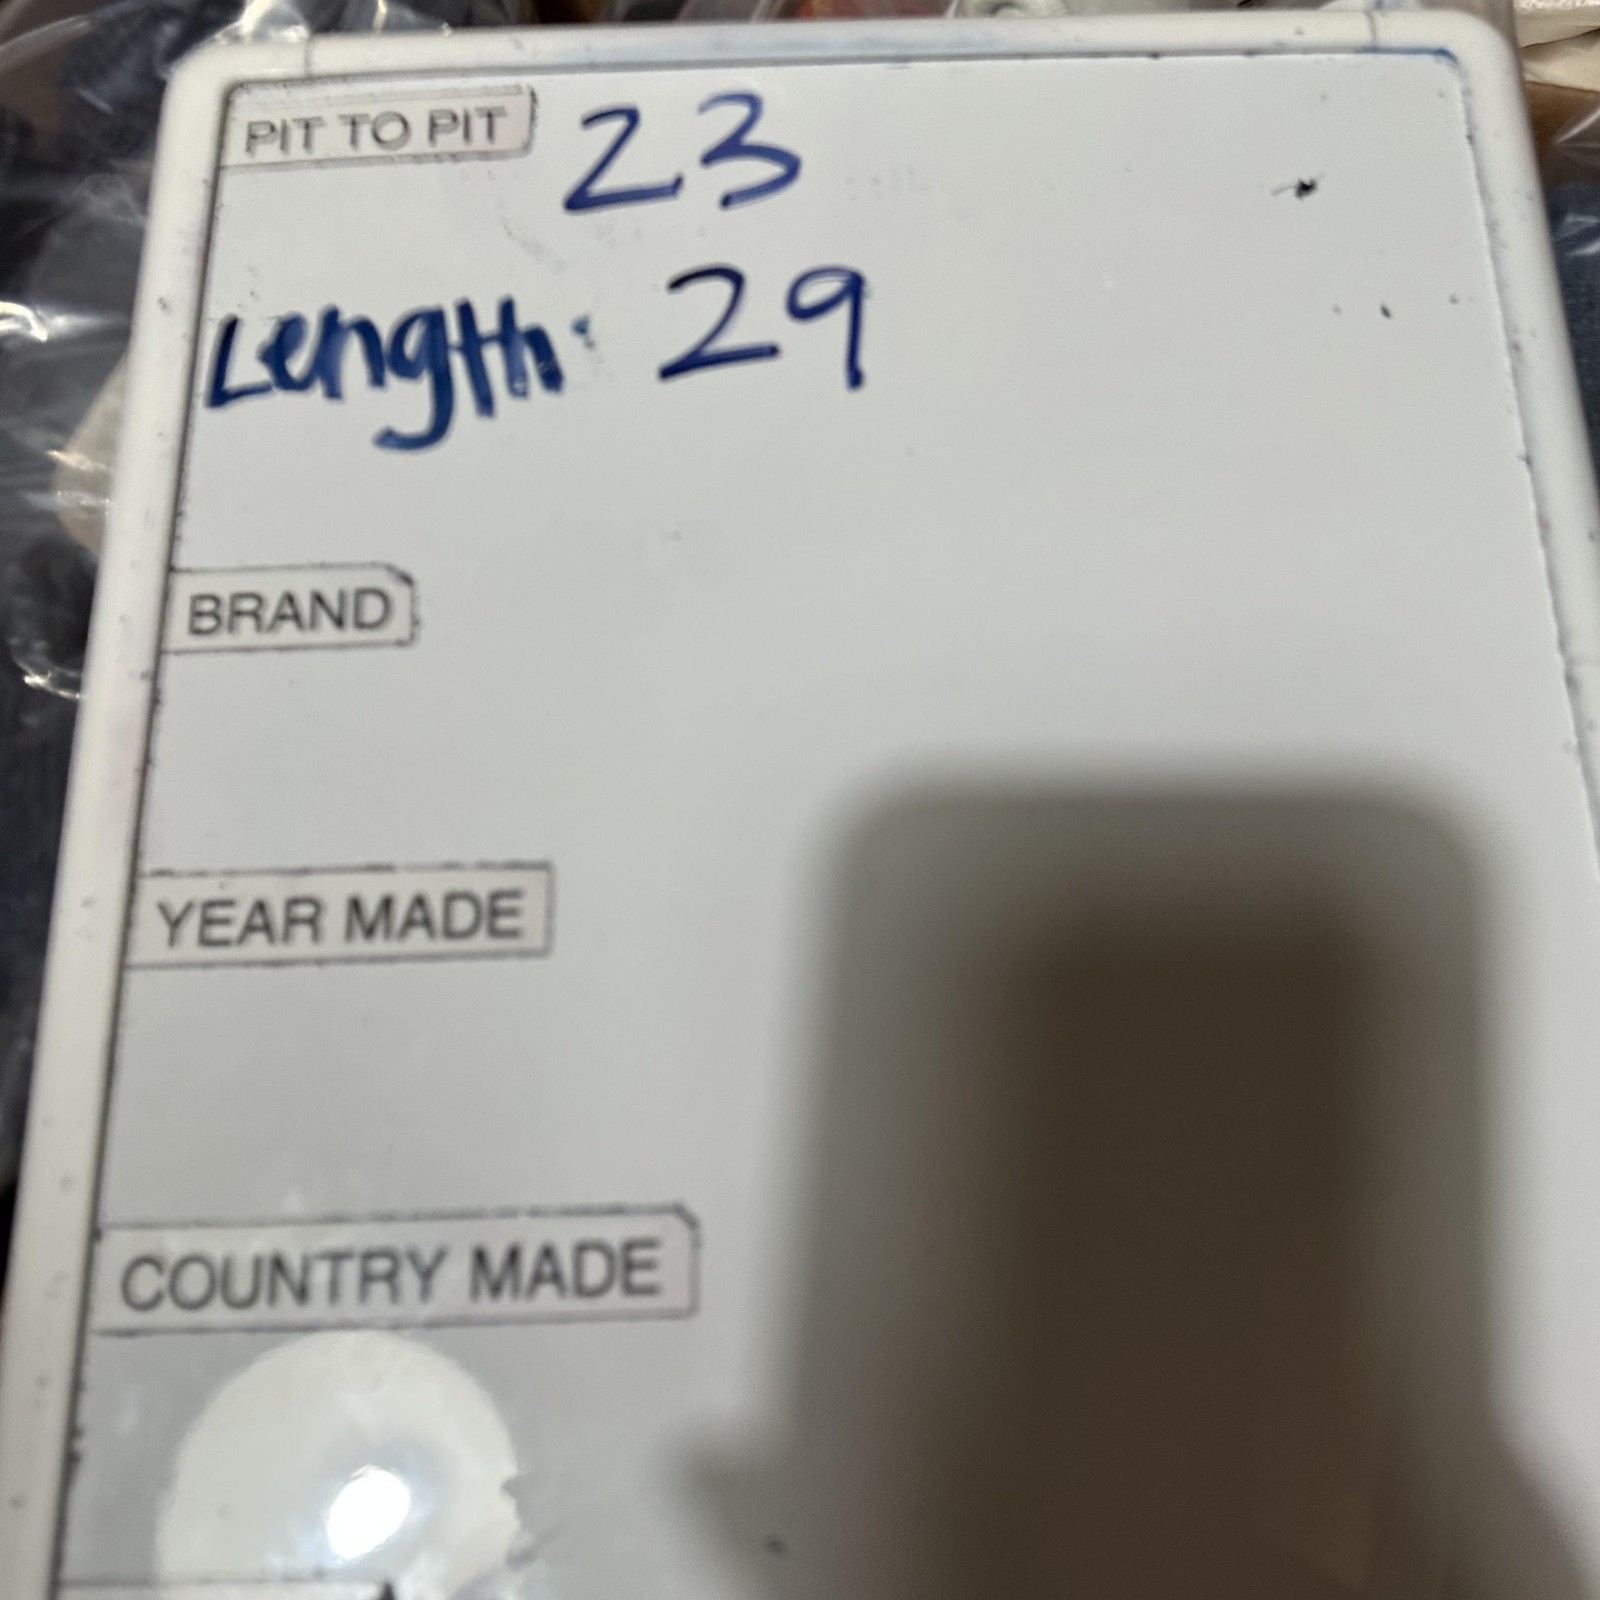 PIT TO PIT 23
Length: 29
BRAND
YEAR MADE
COUNTRY MADE